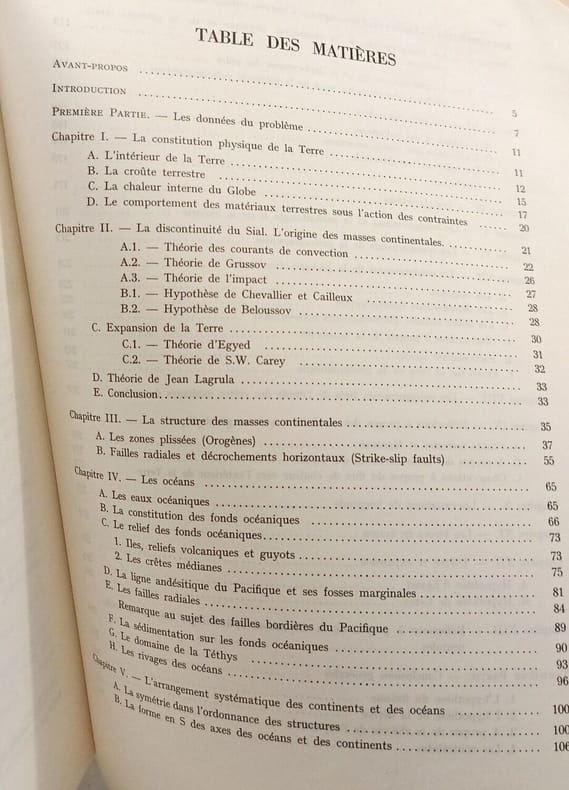 TABLE DES MATIÈRES
AVANT-PROPOS ........ 5
INTRODUCTION ........ 7
PREMIÈRE PARTIE. — Les données du problème ........ 11
Chapitre I. — La constitution physique de la Terre ........ 11
A. L'intérieur de la Terre ........ 12
B. La croûte terrestre ........ 15
C. La chaleur interne du Globe ........ 17
D. Le comportement des matériaux terrestres sous l'action des contraintes ........ 20
Chapitre II. — La discontinuité du Sial. L'origine des masses continentales. ........ 21
A.1. — Théorie des courants de convection ........ 22
A.2. — Théorie de Grussov ........ 26
A.3. — Théorie de l'impact ........ 27
B.1. — Hypothèse de Chevallier et Cailleux ........ 28
B.2. — Hypothèse de Beloussov ........ 28
C. Expansion de la Terre ........ 30
C.1. — Théorie d'Egyed ........ 31
C.2. — Théorie de S.W. Carey ........ 32
D. Théorie de Jean Lagrula ........ 33
E. Conclusion ........ 33
Chapitre III. — La structure des masses continentales ........ 35
A. Les zones plissées (Orogènes) ........ 37
B. Failles radiales et décrochements horizontaux (Strike-slip faults) ........ 55
Chapitre IV. — Les océans ........ 65
A. Les eaux océaniques ........ 65
B. La constitution des fonds océaniques ........ 66
C. Le relief des fonds océaniques ........ 73
1. Iles, reliefs volcaniques et guyots ........ 73
2. Les crêtes médianes ........ 75
D. La ligne andésitique du Pacifique et ses fosses marginales ........ 81
E. Les failles radiales ........ 84
Remarque au sujet des failles bordières du Pacifique ........ 89
F. La sédimentation sur les fonds océaniques ........ 90
G. Le domaine de la Téthys ........ 93
H. Les rivages des océans ........ 96
Chapitre V. — L'arrangement systématique des continents et des océans ........ 100
A. La symétrie dans l'ordonnance des structures ........ 100
B. La forme en S des axes des océans et des continents ........ 106